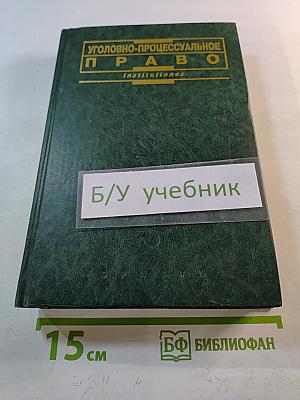 УГОЛОВНО-ПРОЦЕССУАЛЬНОЕ
ПРАВО
institutiones
Б/У учебник
15 см
БФ БИБЛИОФАН